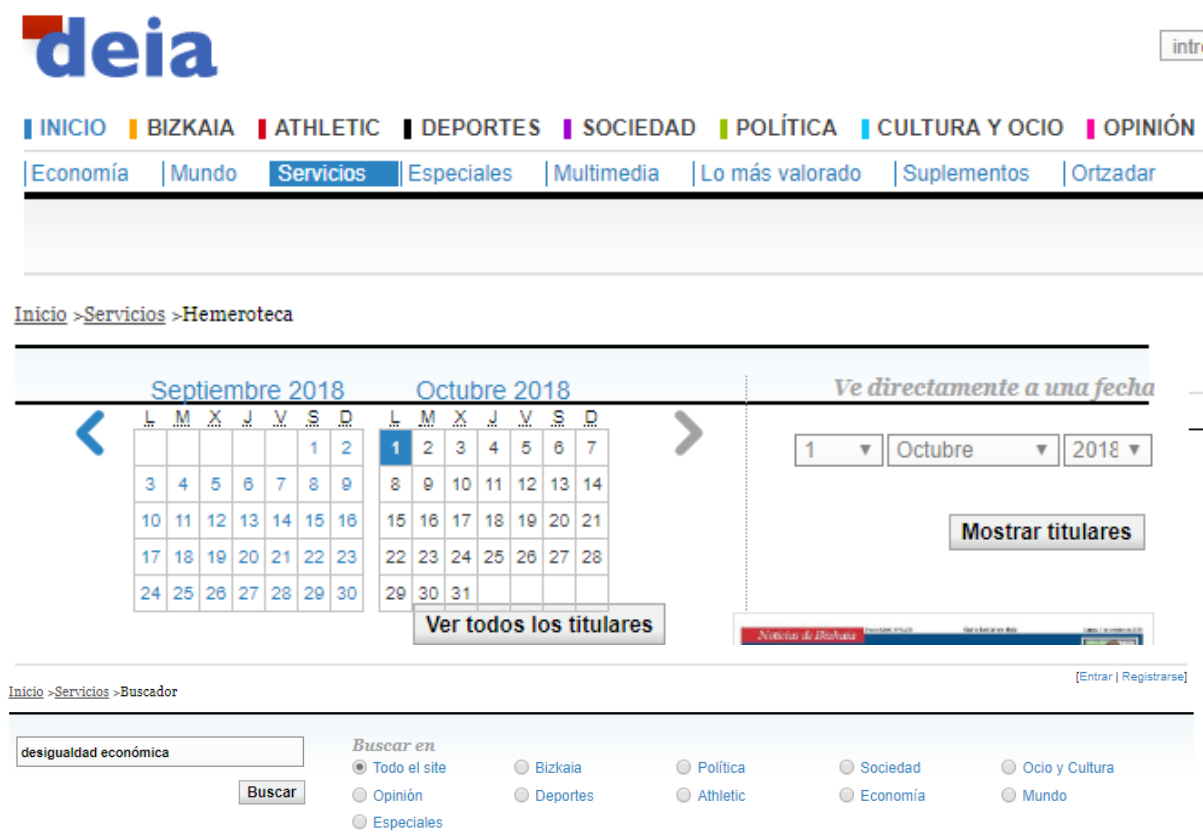 deia
intr
INICIO BIZKAIA ATHLETIC DEPORTES SOCIEDAD POLÍTICA CULTURA Y OCIO OPINIÓN
Economía Mundo Servicios Especiales Multimedia Lo más valorado Suplementos Ortzadar
Inicio >Servicios >Hemeroteca
Septiembre 2018 Octubre 2018 Ve directamente a una fecha
L M X J V S D L M X J V S D
1 2 1 2 3 4 5 6 7 1 Octubre 2018
3 4 5 6 7 8 9 8 9 10 11 12 13 14
10 11 12 13 14 15 16 15 16 17 18 19 20 21 Mostrar titulares
17 18 19 20 21 22 23 22 23 24 25 26 27 28
24 25 26 27 28 29 30 29 30 31
Ver todos los titulares
Noticias de Bizkaia
[Entrar | Registrarse]
Inicio >Servicios >Buscador
desigualdad económica Buscar en
Todo el site Bizkaia Política Sociedad Ocio y Cultura
Buscar Opinión Deportes Athletic Economía Mundo
Especiales